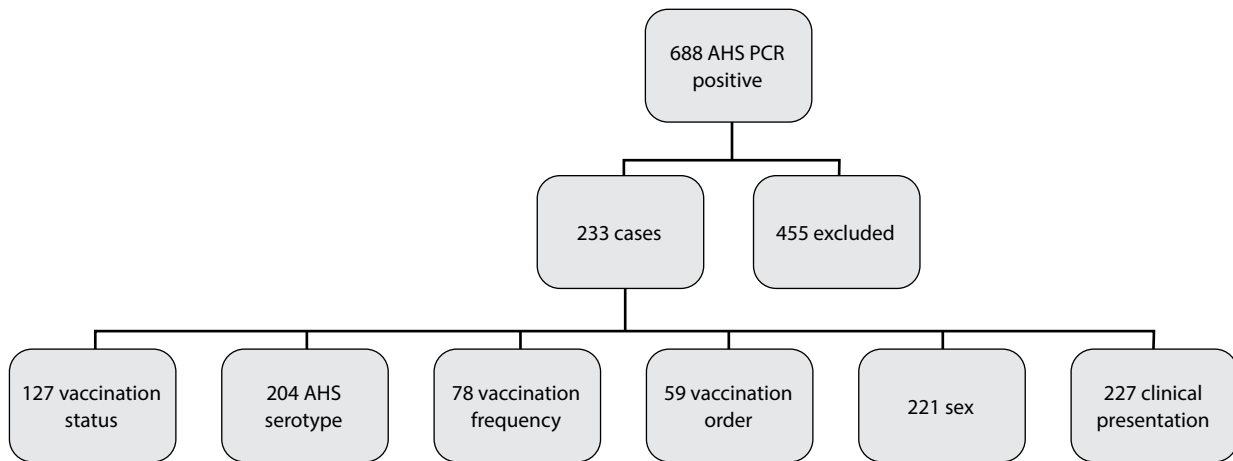 688 AHS PCR
positive
233 cases
455 excluded
127 vaccination
status
204 AHS
serotype
78 vaccination
frequency
59 vaccination
order
221 sex
227 clinical
presentation